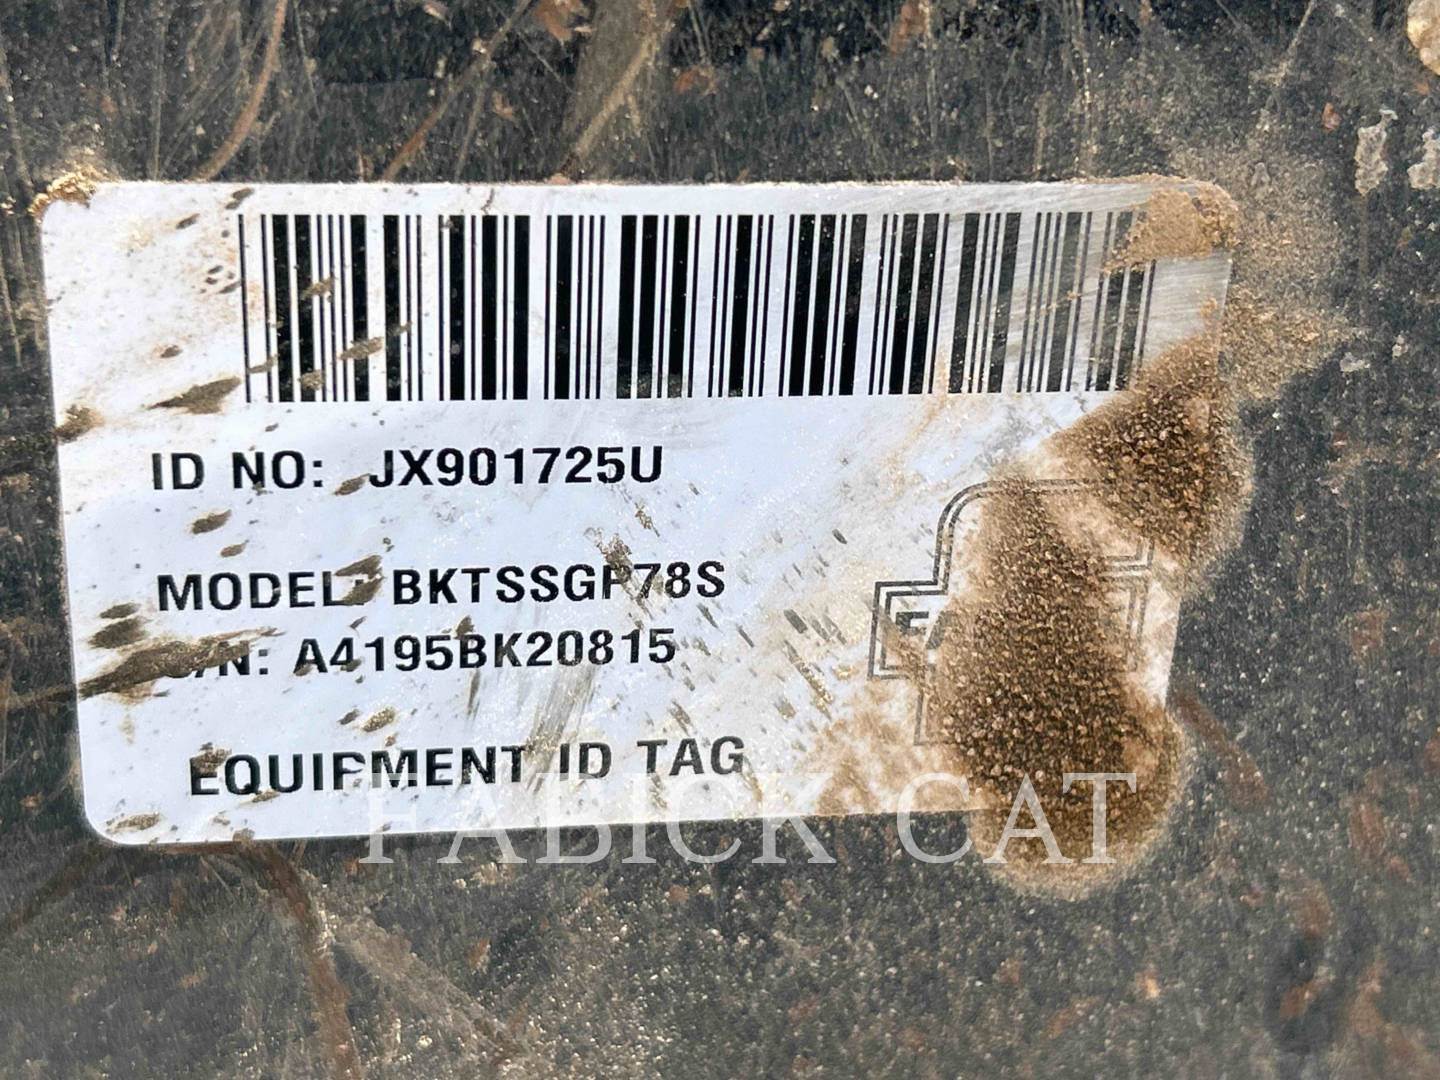 ID NO: JX901725U
MODEL: BKTSSGP78S
S/N: A4195BK20815
EQUIPMENT ID TAG
FABICK CAT